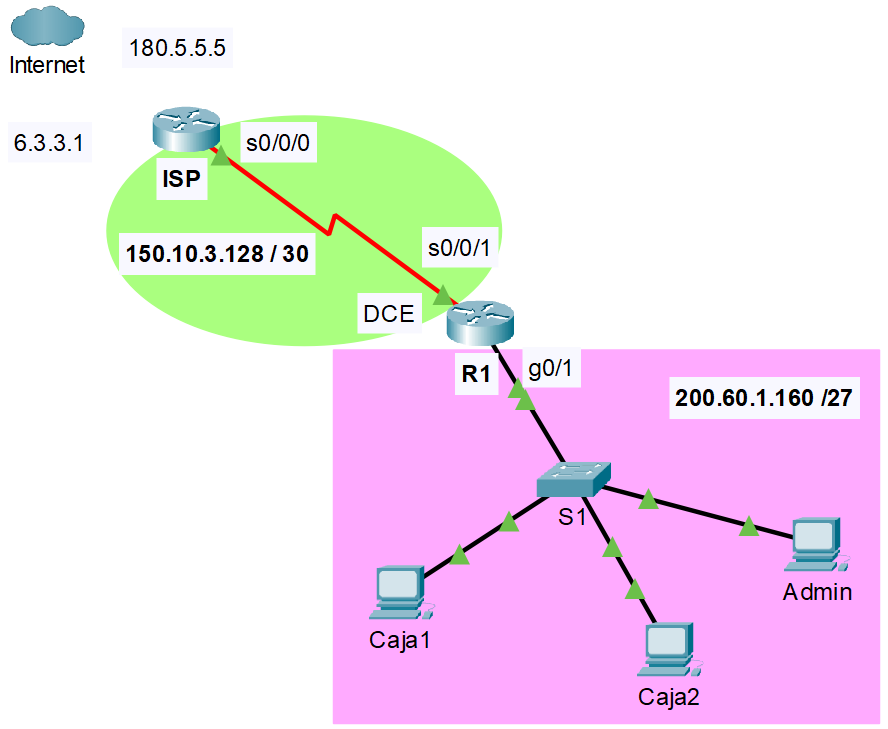 Internet
180.5.5.5
6.3.3.1
s0/0/0
ISP
150.10.3.128 / 30
s0/0/1
DCE
R1
g0/1
200.60.1.160 /27
S1
Admin
Caja1
Caja2